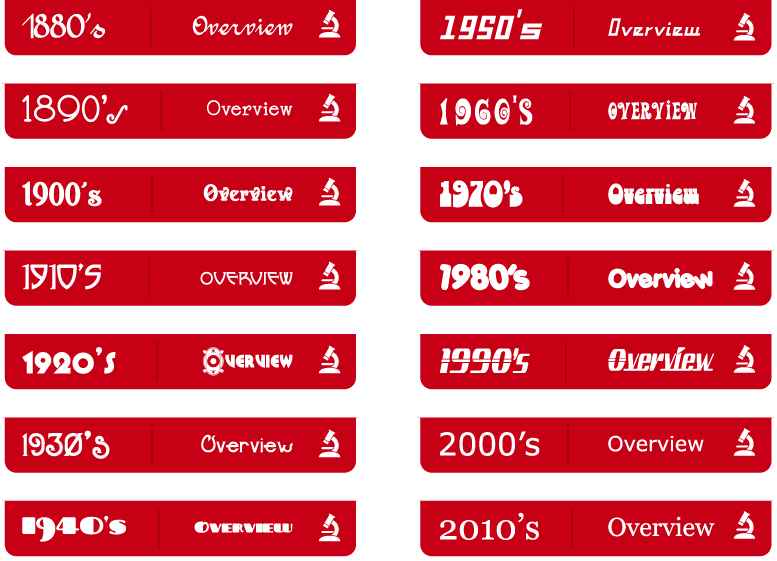 1880's Overview
1890's Overview
1900's Overview
1910's Overview
1920's Overview
1930's Overview
1940's Overview
1950's Overview
1960's Overview
1970's Overview
1980's Overview
1990's Overview
2000's Overview
2010's Overview